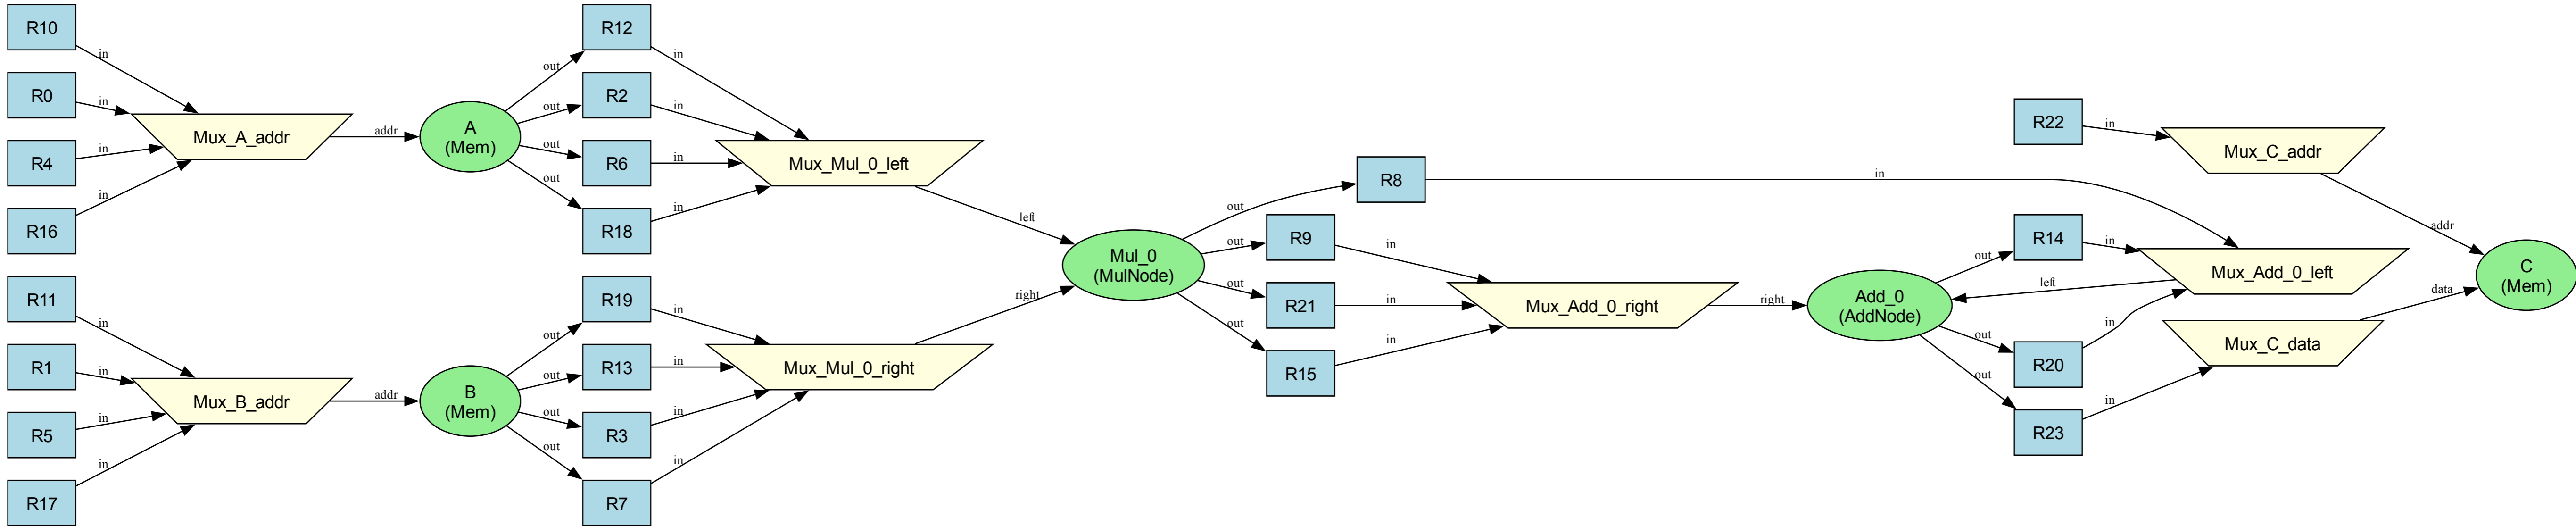 R10
R0
R4
R16
R11
R1
R5
R17
in
in
in
in
in
in
in
in
Mux_A_addr
Mux_B_addr
addr
addr
A
(Mem)
B
(Mem)
out
out
out
out
out
out
out
out
R12
R2
R6
R18
R19
R13
R3
R7
in
in
in
in
in
in
in
in
Mux_Mul_0_left
Mux_Mul_0_right
left
right
Mul_0
(MulNode)
out
out
out
out
R8
R9
R21
R15
in
in
in
in
Mux_Add_0_right
right
Add_0
(AddNode)
out
out
out
left
R22
R14
R20
R23
in
in
in
in
Mux_C_addr
Mux_Add_0_left
Mux_C_data
addr
data
C
(Mem)